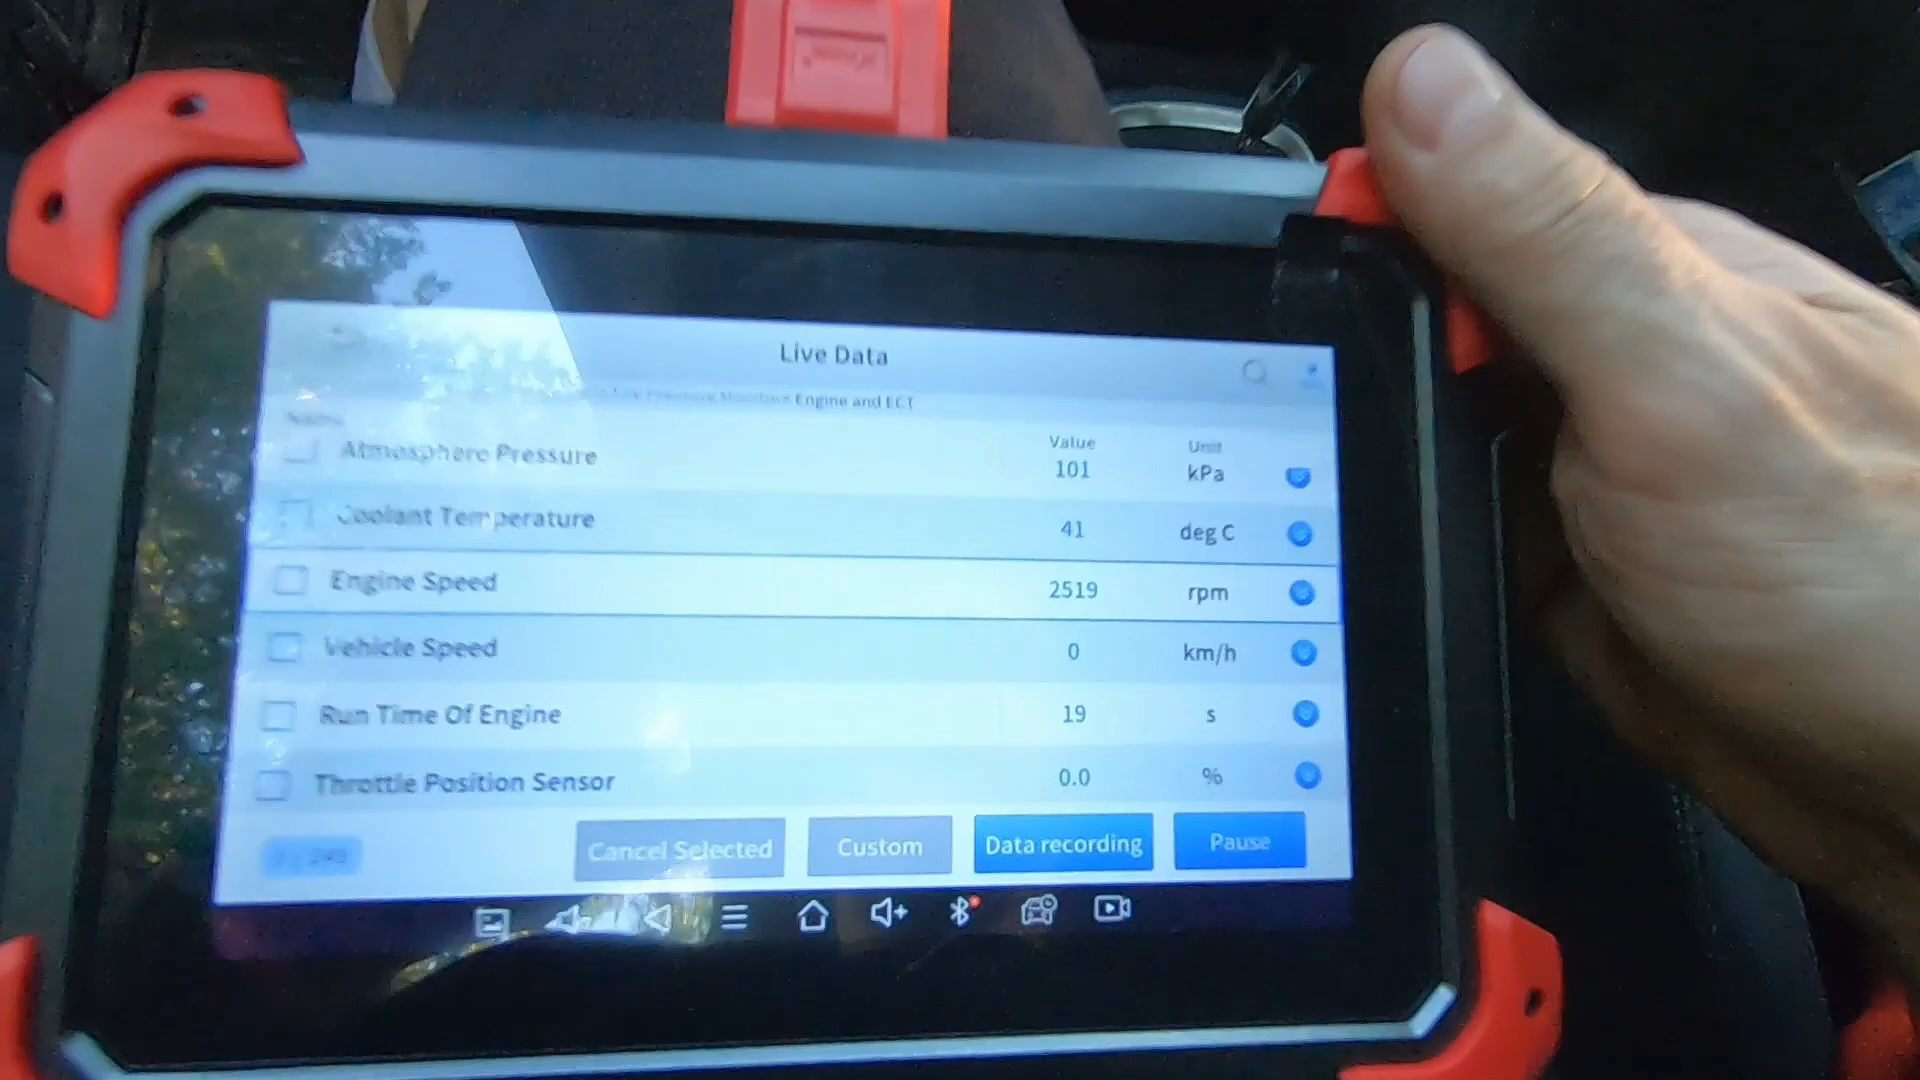 Live Data
Engine and ECT
Name Value Unit
Atmosphere Pressure 101 kPa
Coolant Temperature 41 deg C
Engine Speed 2519 rpm
Vehicle Speed 0 km/h
Run Time Of Engine 19 s
Throttle Position Sensor 0.0 %
Cancel Selected Custom Data recording Pause